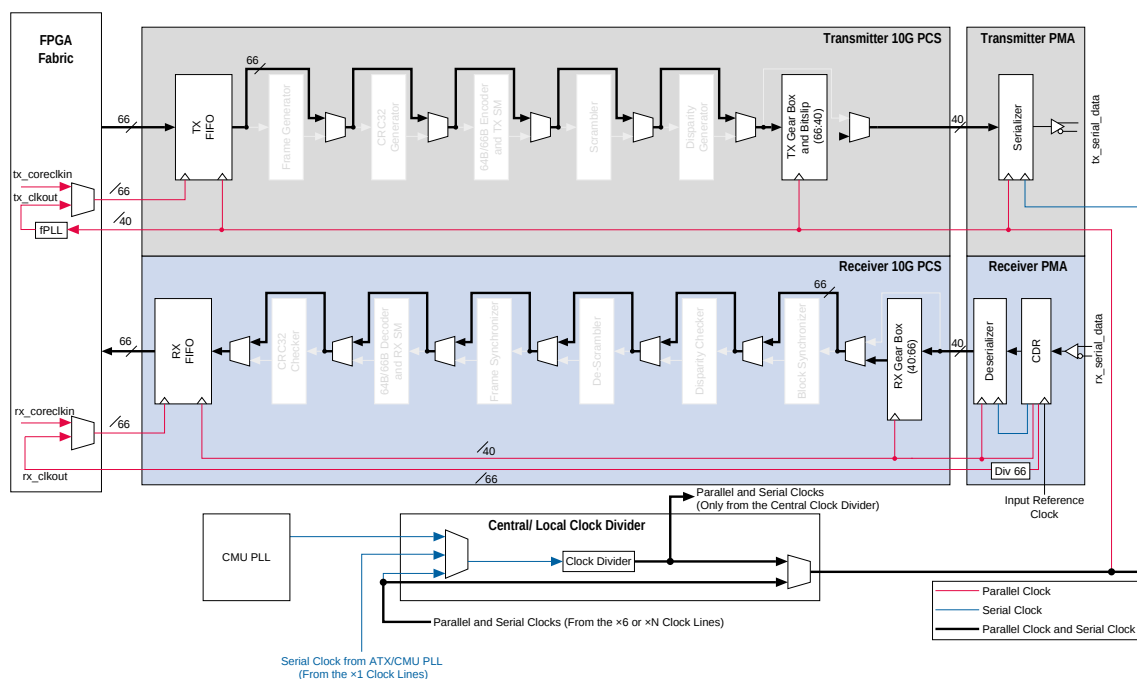 FPGA
Fabric
Transmitter 10G PCS
Transmitter PMA
66
66
TX
FIFO
Frame Generator
CRC32
Generator
64B/66B Encoder
and TX SM
Scrambler
Disparity
Generator
TX Gear Box
and Bitslip
(66:40)
40
Serializer
tx_serial_data
tx_coreclkin
tx_clkout
66
40
fPLL
Receiver 10G PCS
Receiver PMA
66
66
RX
FIFO
CRC32
Checker
64B/66B Decoder
and RX SM
Frame Synchronizer
De-Scrambler
Disparity Checker
Block Synchronizer
RX Gear Box
(40:66)
40
Deserializer
CDR
rx_serial_data
rx_coreclkin
66
rx_clkout
40
66
Div 66
Input Reference
Clock
Parallel and Serial Clocks
(Only from the Central Clock Divider)
Central/ Local Clock Divider
CMU PLL
Clock Divider
Parallel and Serial Clocks (From the ×6 or ×N Clock Lines)
Serial Clock from ATX/CMU PLL
(From the ×1 Clock Lines)
Parallel Clock
Serial Clock
Parallel Clock and Serial Clock